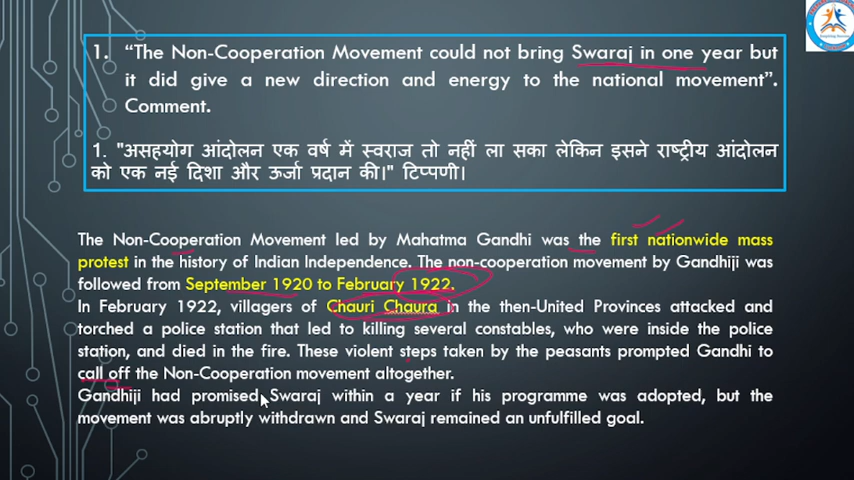 1. “The Non-Cooperation Movement could not bring Swaraj in one year but
it did give a new direction and energy to the national movement”.
Comment.
1. "असहयोग आंदोलन एक वर्ष में स्वराज तो नहीं ला सका लेकिन इसने राष्ट्रीय आंदोलन
को एक नई दिशा और ऊर्जा प्रदान की।" टिप्पणी।
The Non-Cooperation Movement led by Mahatma Gandhi was the first nationwide mass
protest in the history of Indian Independence. The non-cooperation movement by Gandhiji was
followed from September 1920 to February 1922.
In February 1922, villagers of Chauri Chaura in the then-United Provinces attacked and
torched a police station that led to killing several constables, who were inside the police
station, and died in the fire. These violent steps taken by the peasants prompted Gandhi to
call off the Non-Cooperation movement altogether.
Gandhiji had promised Swaraj within a year if his programme was adopted, but the
movement was abruptly withdrawn and Swaraj remained an unfulfilled goal.